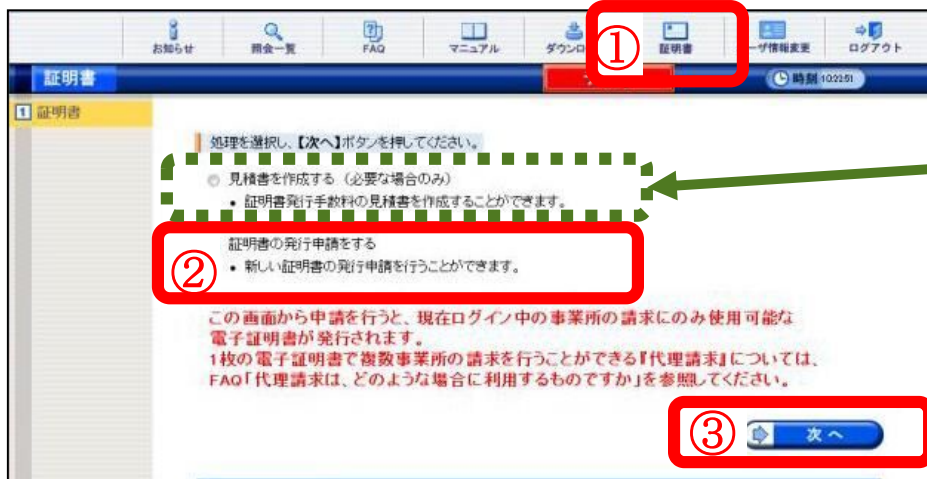 お知らせ
照会一覧
FAQ
マニュアル
ダウンロ
①
証明書
ーザ情報変更
ログアウト
証明書
時刻 10:22:51
1 証明書
処理を選択し、【次へ】ボタンを押してください。
見積書を作成する（必要な場合のみ）
• 証明書発行手数料の見積書を作成することができます。
②
証明書の発行申請をする
• 新しい証明書の発行申請を行うことができます。
この画面から申請を行うと、現在ログイン中の事業所の請求にのみ使用可能な
電子証明書が発行されます。
1枚の電子証明書で複数事業所の請求を行うことができる『代理請求』については、
FAQ「代理請求は、どのような場合に利用するものですか」を参照してください。
③
次へ